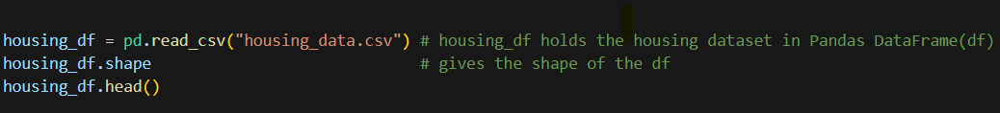 housing_df = pd.read_csv("housing_data.csv") # housing_df holds the housing dataset in Pandas DataFrame(df)
housing_df.shape                             # gives the shape of the df
housing_df.head()